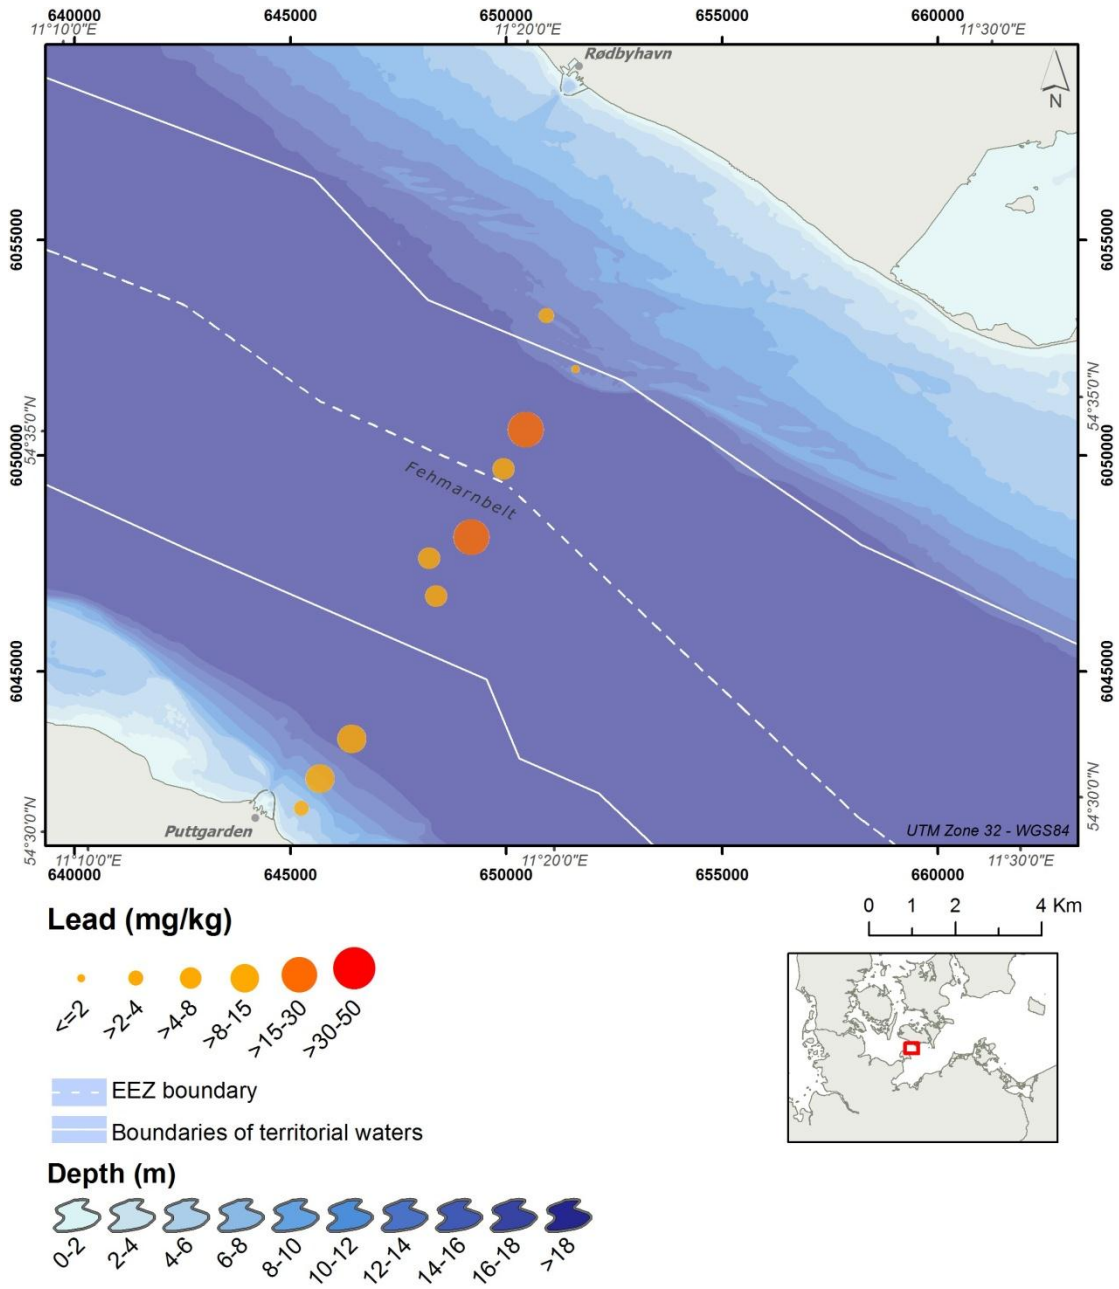 640000 645000 650000 655000 660000
11°10'0"E 11°20'0"E 11°30'0"E
Rødbyhavn
N
6055000 6055000
54°35'0"N 54°35'0"N
6050000 6050000
Fehmarnbelt
6045000 6045000
54°30'0"N 54°30'0"N
Puttgarden
UTM Zone 32 - WGS84
11°10'0"E 11°20'0"E 11°30'0"E
640000 645000 650000 655000 660000
Lead (mg/kg)
0 1 2 4 Km
<=2 >2-4 >4-8 >8-15 >15-30 >30-50
EEZ boundary
Boundaries of territorial waters
Depth (m)
0-2 2-4 4-6 6-8 8-10 10-12 12-14 14-16 16-18 >18